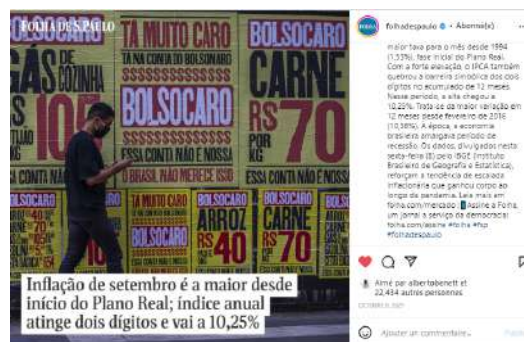 FOLHA DE S.PAULO
GÁS DE
COZINHA
100
TÁ MUITO CARO
TÁ NA CONTA DO BOLSONARO
BOLSOCARO
ESSA CONTA NÃO É NOSSA
O BRASIL NÃO MERECE ISSO
BOLSOCARO
CARNE
R$70
POR
KG
ESSA CONTA NÃO É NOSSA
BOLSOCARO
TÁ MUITO CARO
BOLSOCARO
BOLSOCARO
ARROZ
R$40
BOLSOCARO
CARNE
R$70
Inflação de setembro é a maior desde
início do Plano Real; índice anual
atinge dois dígitos e vai a 10,25%
folhadespaulo • Abonné(e)
maior taxa para o mês desde 1994
(1,53%), fase inicial do Plano Real.
Com a forte elevação, o IPCA também
quebrou a barreira simbólica dos dois
dígitos no acumulado de 12 meses.
Nesse período, a alta chegou a
10,25%. Trata-se da maior variação em
12 meses desde fevereiro de 2016
(10,36%). À época, a economia
brasileira amargava período de
recessão. Os dados, divulgados nesta
sexta-feira (8) pelo IBGE (Instituto
Brasileiro de Geografia e Estatística),
reforçam a tendência de escalada
inflacionária que ganhou corpo ao
longo da pandemia. Leia mais em
folha.com/mercado Assine a Folha,
um jornal a serviço da democracia!
folha.com/assine #folha #fsp
#folhadespaulo
Aimé par albertobenett et
22,434 autres personnes
Ajouter un commentaire...